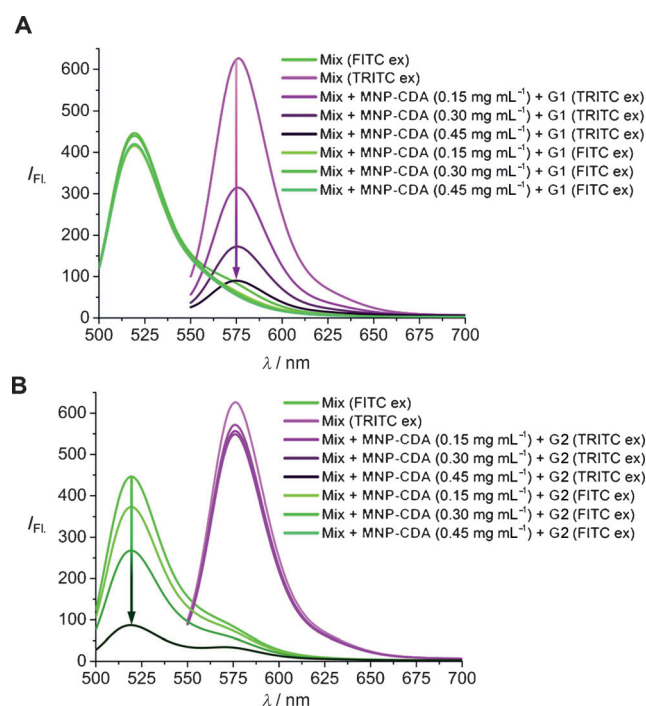 A
Mix (FITC ex)
Mix (TRITC ex)
Mix + MNP-CDA (0.15 mg mL⁻¹) + G1 (TRITC ex)
Mix + MNP-CDA (0.30 mg mL⁻¹) + G1 (TRITC ex)
Mix + MNP-CDA (0.45 mg mL⁻¹) + G1 (TRITC ex)
Mix + MNP-CDA (0.15 mg mL⁻¹) + G1 (FITC ex)
Mix + MNP-CDA (0.30 mg mL⁻¹) + G1 (FITC ex)
Mix + MNP-CDA (0.45 mg mL⁻¹) + G1 (FITC ex)
600
500
400
300
200
100
0
I Fl.
500 525 550 575 600 625 650 675 700
λ / nm
B
Mix (FITC ex)
Mix (TRITC ex)
Mix + MNP-CDA (0.15 mg mL⁻¹) + G2 (TRITC ex)
Mix + MNP-CDA (0.30 mg mL⁻¹) + G2 (TRITC ex)
Mix + MNP-CDA (0.45 mg mL⁻¹) + G2 (TRITC ex)
Mix + MNP-CDA (0.15 mg mL⁻¹) + G2 (FITC ex)
Mix + MNP-CDA (0.30 mg mL⁻¹) + G2 (FITC ex)
Mix + MNP-CDA (0.45 mg mL⁻¹) + G2 (FITC ex)
600
500
400
300
200
100
0
I Fl.
500 525 550 575 600 625 650 675 700
λ / nm